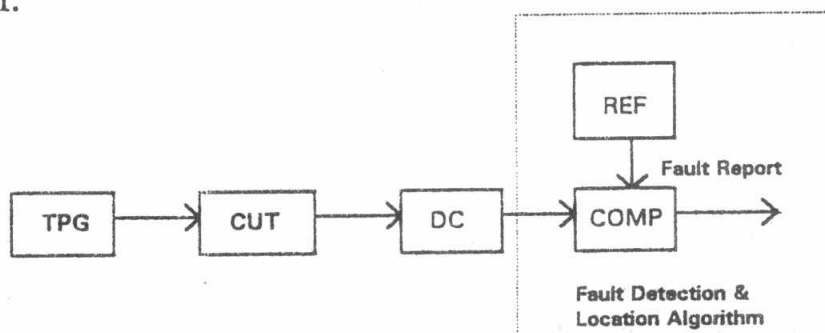 REF
Fault Report
TPG
CUT
DC
COMP
Fault Detection &
Location Algorithm